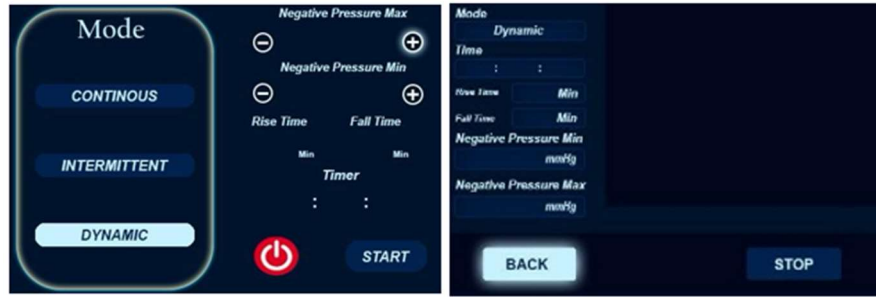 Mode
CONTINOUS
INTERMITTENT
DYNAMIC
Negative Pressure Max
Negative Pressure Min
Rise Time Fall Time
Min Min
Timer
: :
START
Mode
Dynamic
Time
: :
Rise Time Min
Fall Time Min
Negative Pressure Min
mmHg
Negative Pressure Max
mmHg
BACK STOP